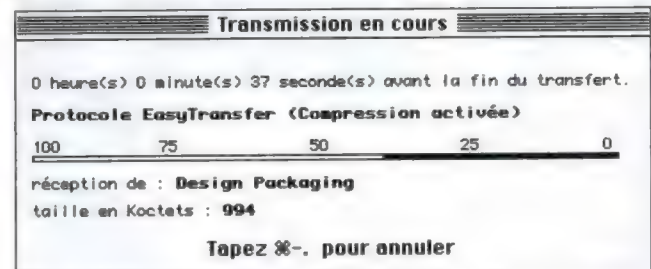 Transmission en cours
0 heure(s) 0 minute(s) 37 seconde(s) avant la fin du transfert.
Protocole EasyTransfer (Compression activée)
100 75 50 25 0
réception de : Design Packaging
taille en Koctets : 994
Tapez ⌘-. pour annuler